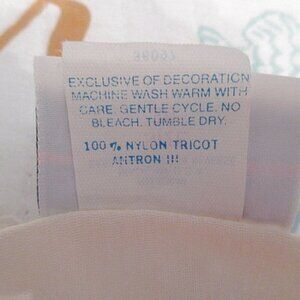 EXCLUSIVE OF DECORATION
MACHINE WASH WARM WITH
CARE. GENTLE CYCLE. NO
BLEACH. TUMBLE DRY.
100% NYLON TRICOT
ANTRON III